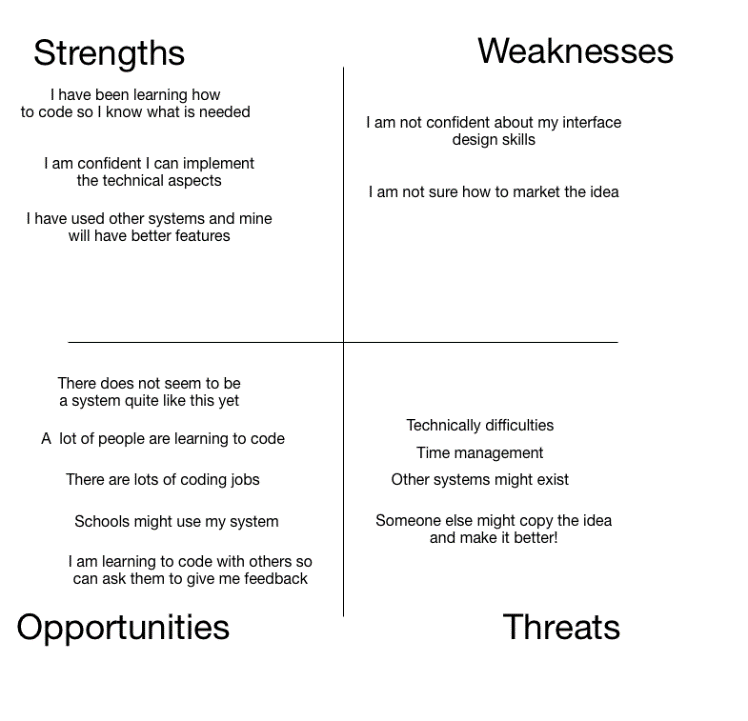 Strengths
I have been learning how
to code so I know what is needed
I am confident I can implement
the technical aspects
I have used other systems and mine
will have better features
Weaknesses
I am not confident about my interface
design skills
I am not sure how to market the idea
There does not seem to be
a system quite like this yet
A  lot of people are learning to code
There are lots of coding jobs
Schools might use my system
I am learning to code with others so
can ask them to give me feedback
Opportunities
Technically difficulties
Time management
Other systems might exist
Someone else might copy the idea
and make it better!
Threats